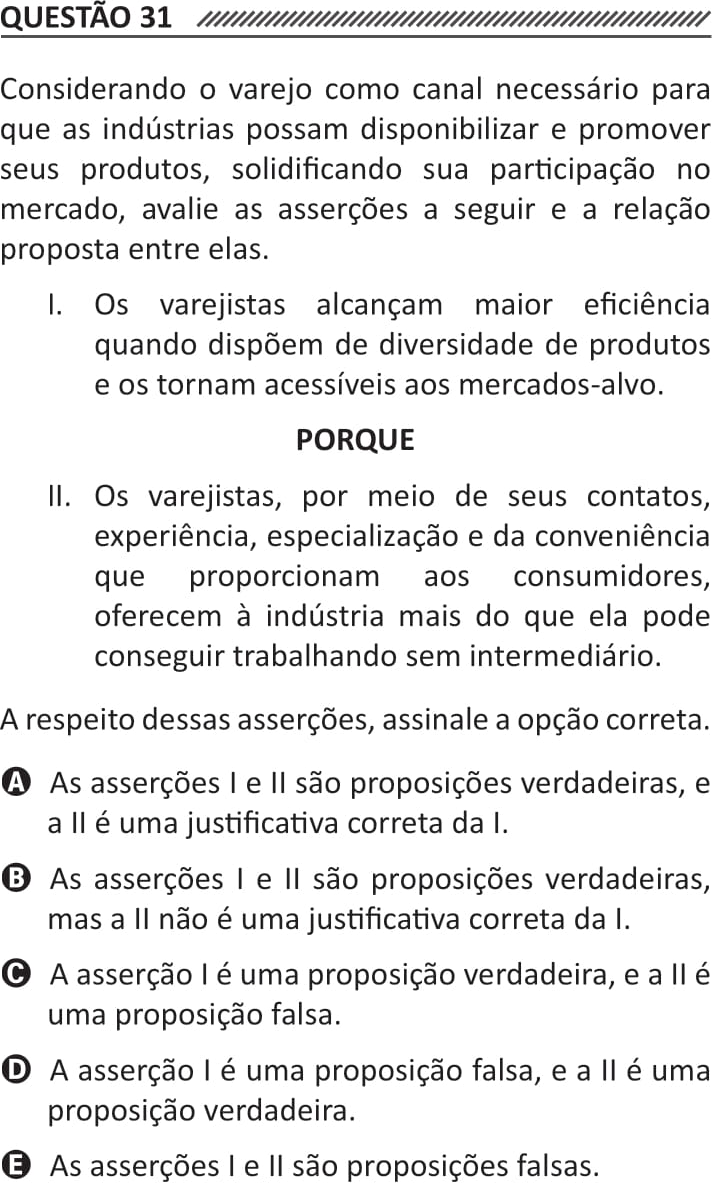 QUESTÃO 31
Considerando o varejo como canal necessário para
que as indústrias possam disponibilizar e promover
seus produtos, solidificando sua participação no
mercado, avalie as asserções a seguir e a relação
proposta entre elas.
I. Os varejistas alcançam maior eficiência
quando dispõem de diversidade de produtos
e os tornam acessíveis aos mercados-alvo.
PORQUE
II. Os varejistas, por meio de seus contatos,
experiência, especialização e da conveniência
que proporcionam aos consumidores,
oferecem à indústria mais do que ela pode
conseguir trabalhando sem intermediário.
A respeito dessas asserções, assinale a opção correta.
A As asserções I e II são proposições verdadeiras, e
a II é uma justificativa correta da I.
B As asserções I e II são proposições verdadeiras,
mas a II não é uma justificativa correta da I.
C A asserção I é uma proposição verdadeira, e a II é
uma proposição falsa.
D A asserção I é uma proposição falsa, e a II é uma
proposição verdadeira.
E As asserções I e II são proposições falsas.